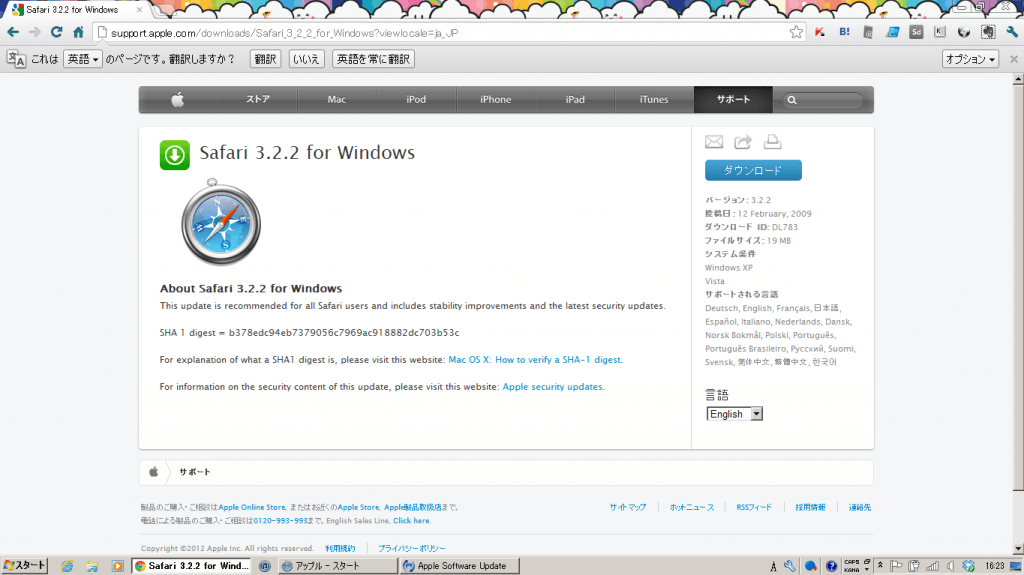 Safari 3.2.2 for Windows
support.apple.com/downloads/Safari_3_2_2_for_Windows?viewlocale=ja_JP
これは 英語 のページです。翻訳しますか？ 翻訳 いいえ 英語を常に翻訳 オプション
ストア Mac iPod iPhone iPad iTunes サポート
Safari 3.2.2 for Windows
About Safari 3.2.2 for Windows
This update is recommended for all Safari users and includes stability improvements and the latest security updates.
SHA 1 digest = b378edc94eb7379056c7969ac918882dc703b53c
For explanation of what a SHA1 digest is, please visit this website: Mac OS X: How to verify a SHA-1 digest.
For information on the security content of this update, please visit this website: Apple security updates.
ダウンロード
バージョン : 3.2.2
投稿日 : 12 February, 2009
ダウンロード ID: DL783
ファイルサイズ : 19 MB
システム条件
Windows XP
Vista
サポートされる言語
Deutsch, English, Français, 日本語,
Español, Italiano, Nederlands, Dansk,
Norsk Bokmål, Polski, Português,
Português Brasileiro, Русский, Suomi,
Svensk, 简体中文, 繁體中文, 한국어
言語
English
サポート
製品のご購入・ご相談はApple Online Store, またはお近くのApple Store, Apple製品取扱店まで。
電話による製品のご購入・ご相談は0120-993-993まで。English Sales Line, Click here.
サイトマップ ホットニュース RSSフィード 採用情報 連絡先
Copyright ©2012 Apple Inc. All rights reserved. 利用規約 プライバシーポリシー
スタート Safari 3.2.2 for Wind... アップル - スタート Apple Software Update A CAPS KANA 16:23